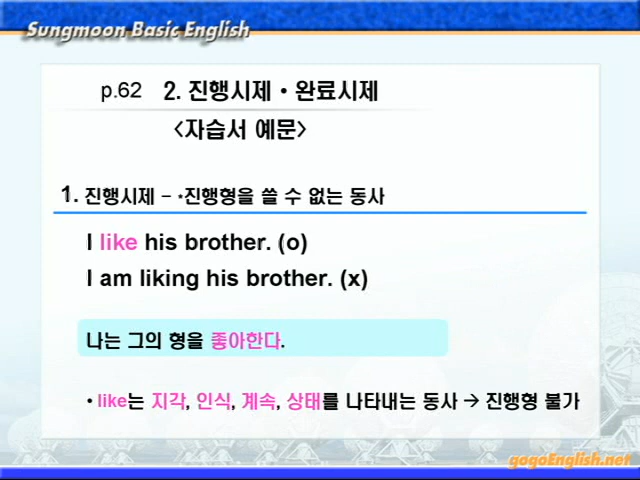 Sungmoon Basic English
p.62 2. 진행시제 • 완료시제
<자습서 예문>
1. 진행시제 - *진행형을 쓸 수 없는 동사
I like his brother. (o)
I am liking his brother. (x)
나는 그의 형을 좋아한다.
• like는 지각, 인식, 계속, 상태를 나타내는 동사 → 진행형 불가
gogoEnglish.net